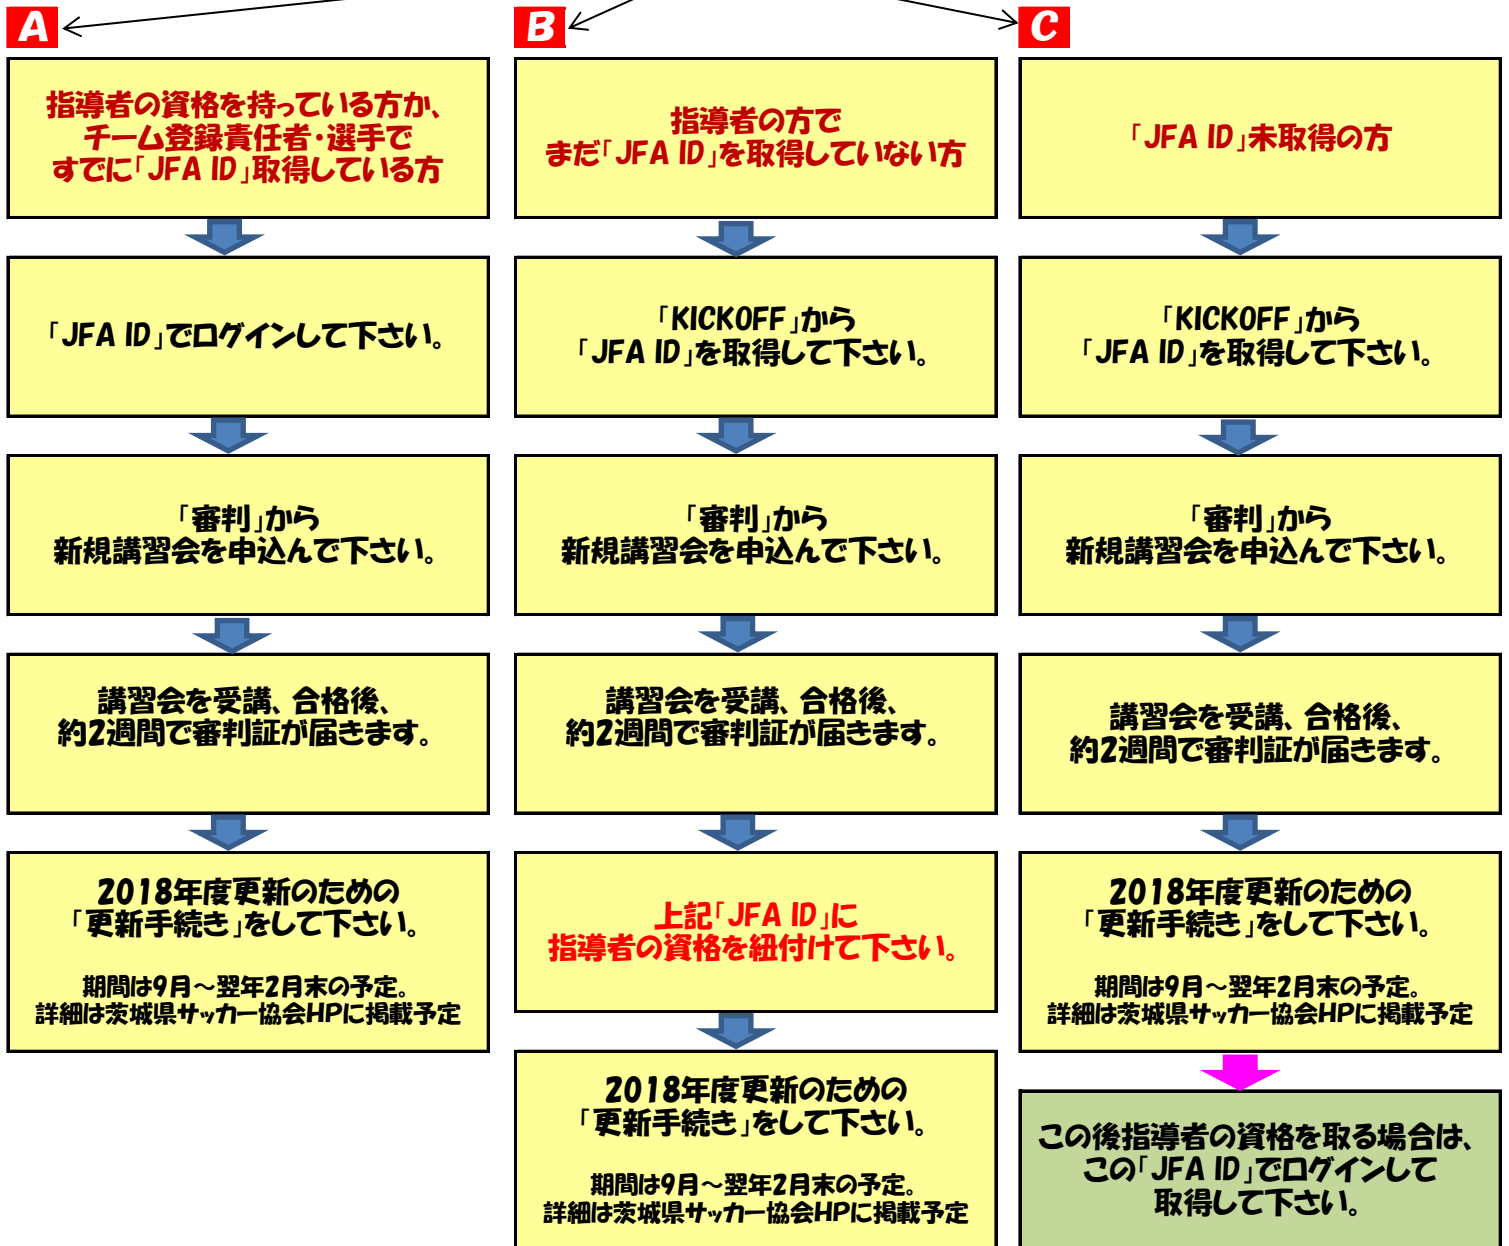 A
指導者の資格を持っている方か、
チーム登録責任者・選手で
すでに「JFA ID」取得している方
「JFA ID」でログインして下さい。
「審判」から
新規講習会を申込んで下さい。
講習会を受講、合格後、
約2週間で審判証が届きます。
2018年度更新のための
「更新手続き」をして下さい。
期間は9月～翌年2月末の予定。
詳細は茨城県サッカー協会HPに掲載予定
B
指導者の方で
まだ「JFA ID」を取得していない方
「KICKOFF」から
「JFA ID」を取得して下さい。
「審判」から
新規講習会を申込んで下さい。
講習会を受講、合格後、
約2週間で審判証が届きます。
上記「JFA ID」に
指導者の資格を紐付けて下さい。
2018年度更新のための
「更新手続き」をして下さい。
期間は9月～翌年2月末の予定。
詳細は茨城県サッカー協会HPに掲載予定
C
「JFA ID」未取得の方
「KICKOFF」から
「JFA ID」を取得して下さい。
「審判」から
新規講習会を申込んで下さい。
講習会を受講、合格後、
約2週間で審判証が届きます。
2018年度更新のための
「更新手続き」をして下さい。
期間は9月～翌年2月末の予定。
詳細は茨城県サッカー協会HPに掲載予定
この後指導者の資格を取る場合は、
この「JFA ID」でログインして
取得して下さい。